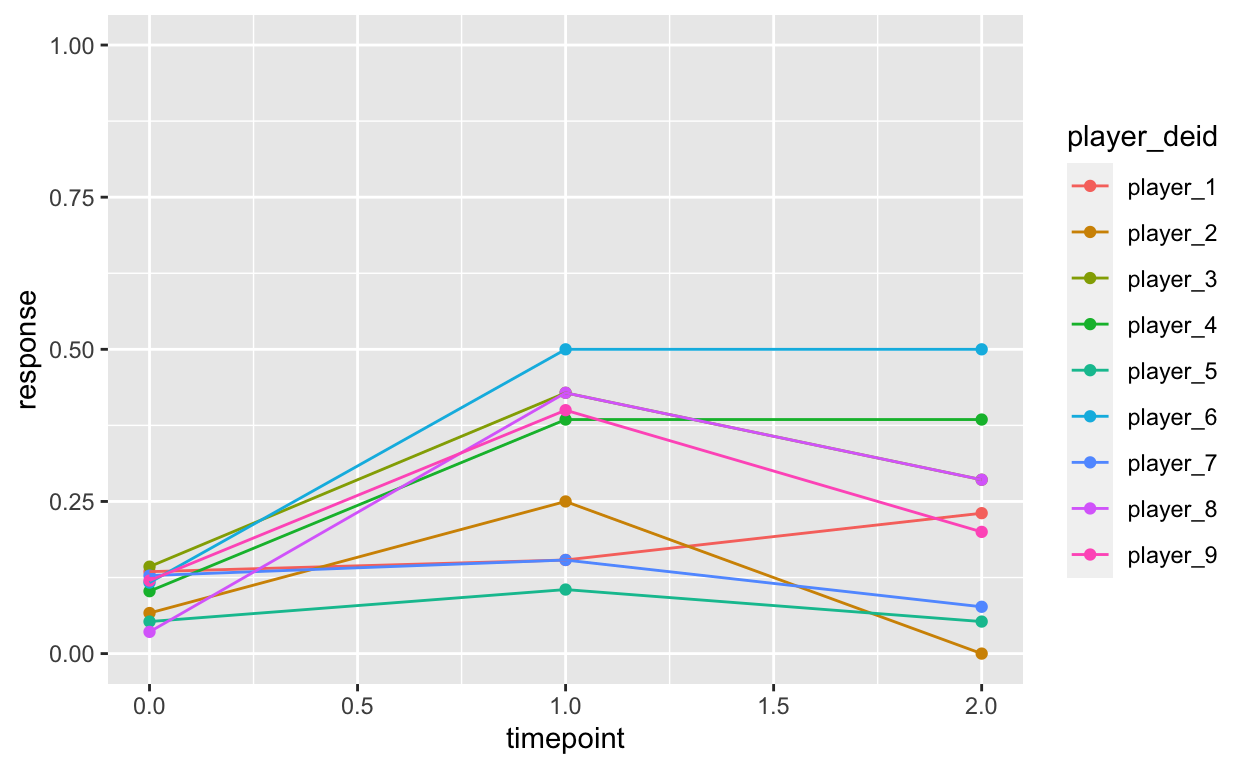 1.00
0.75
0.50
0.25
0.00
response
0.0 0.5 1.0 1.5 2.0
timepoint
player_deid
player_1
player_2
player_3
player_4
player_5
player_6
player_7
player_8
player_9